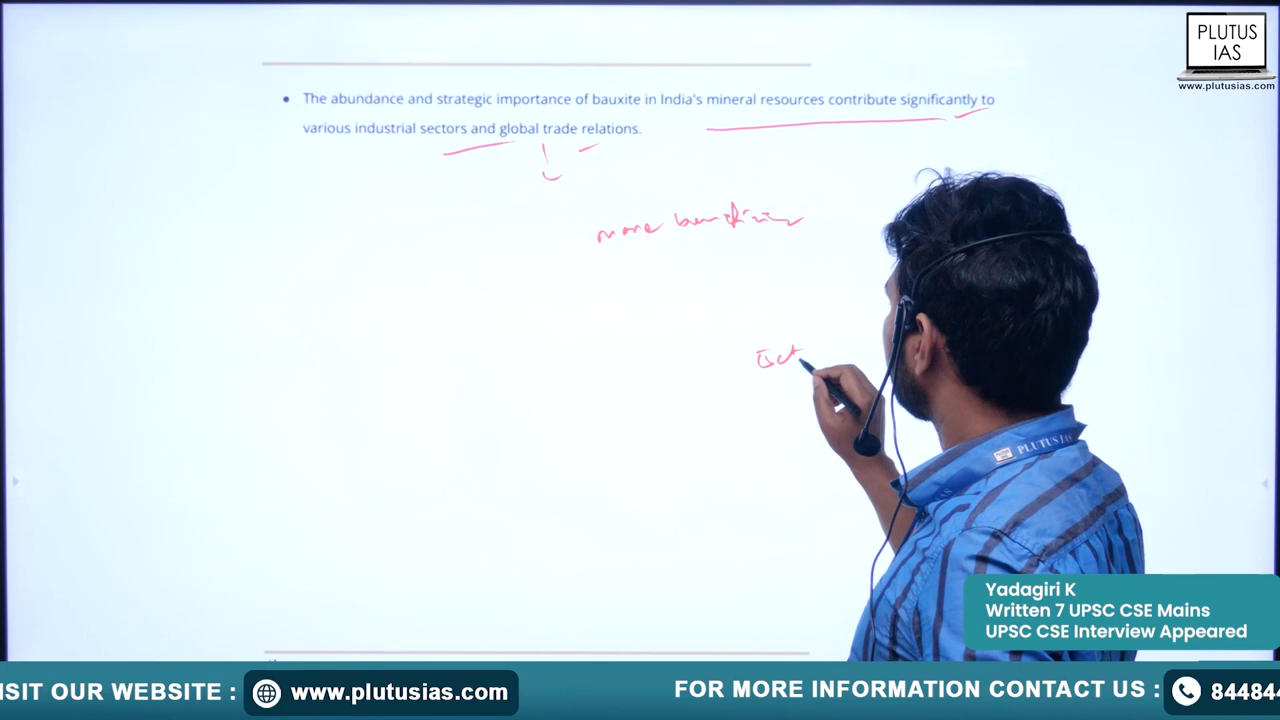 PLUTUS
IAS
www.plutusias.com
• The abundance and strategic importance of bauxite in India's mineral resources contribute significantly to
various industrial sectors and global trade relations.
more
PLUTUS IAS
Yadagiri K
Written 7 UPSC CSE Mains
UPSC CSE Interview Appeared
ISIT OUR WEBSITE : www.plutusias.com FOR MORE INFORMATION CONTACT US : 84484